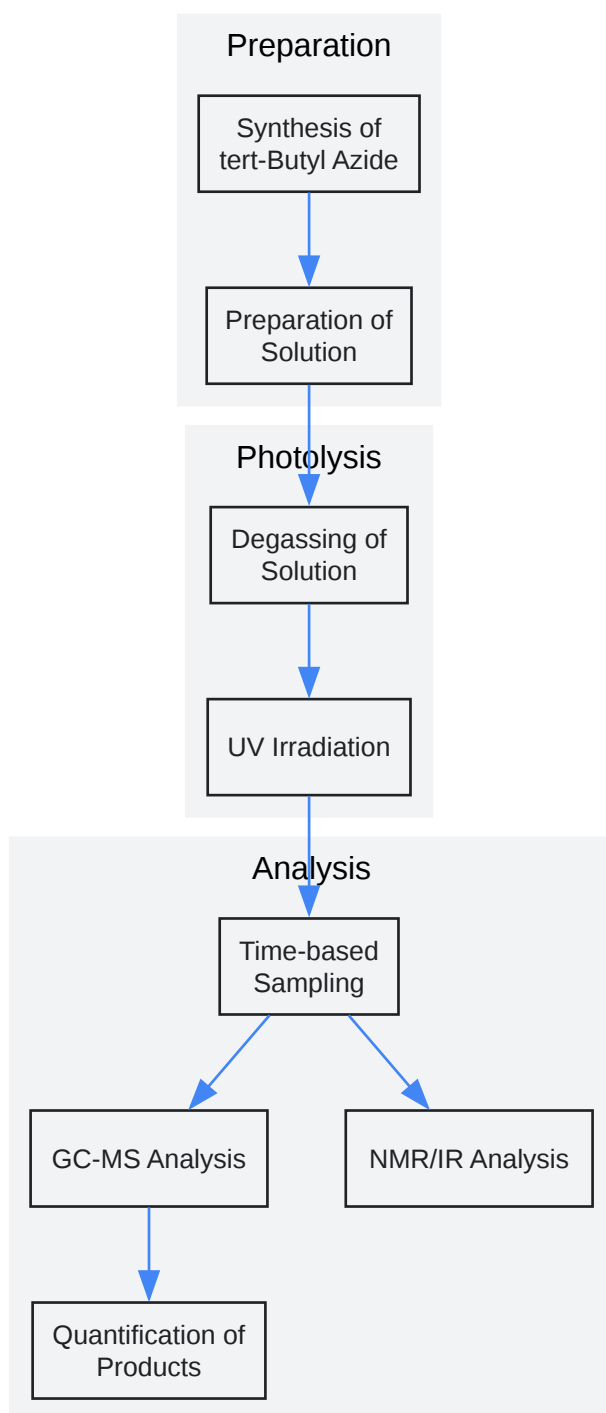 Preparation
Synthesis of
tert-Butyl Azide
Preparation of
Solution
Photolysis
Degassing of
Solution
UV Irradiation
Analysis
Time-based
Sampling
GC-MS Analysis
NMR/IR Analysis
Quantification of
Products